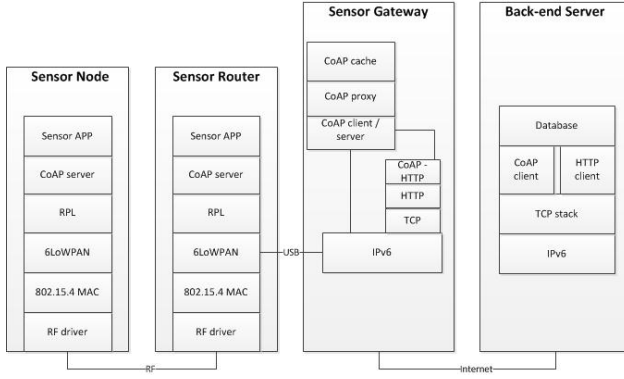 Sensor Node
Sensor APP
CoAP server
RPL
6LoWPAN
802.15.4 MAC
RF driver
Sensor Router
Sensor APP
CoAP server
RPL
6LoWPAN
802.15.4 MAC
RF driver
Sensor Gateway
CoAP cache
CoAP proxy
CoAP client /
server
CoAP -
HTTP
HTTP
TCP
IPv6
Back-end Server
Database
CoAP
client
HTTP
client
TCP stack
IPv6
USB
RF
Internet